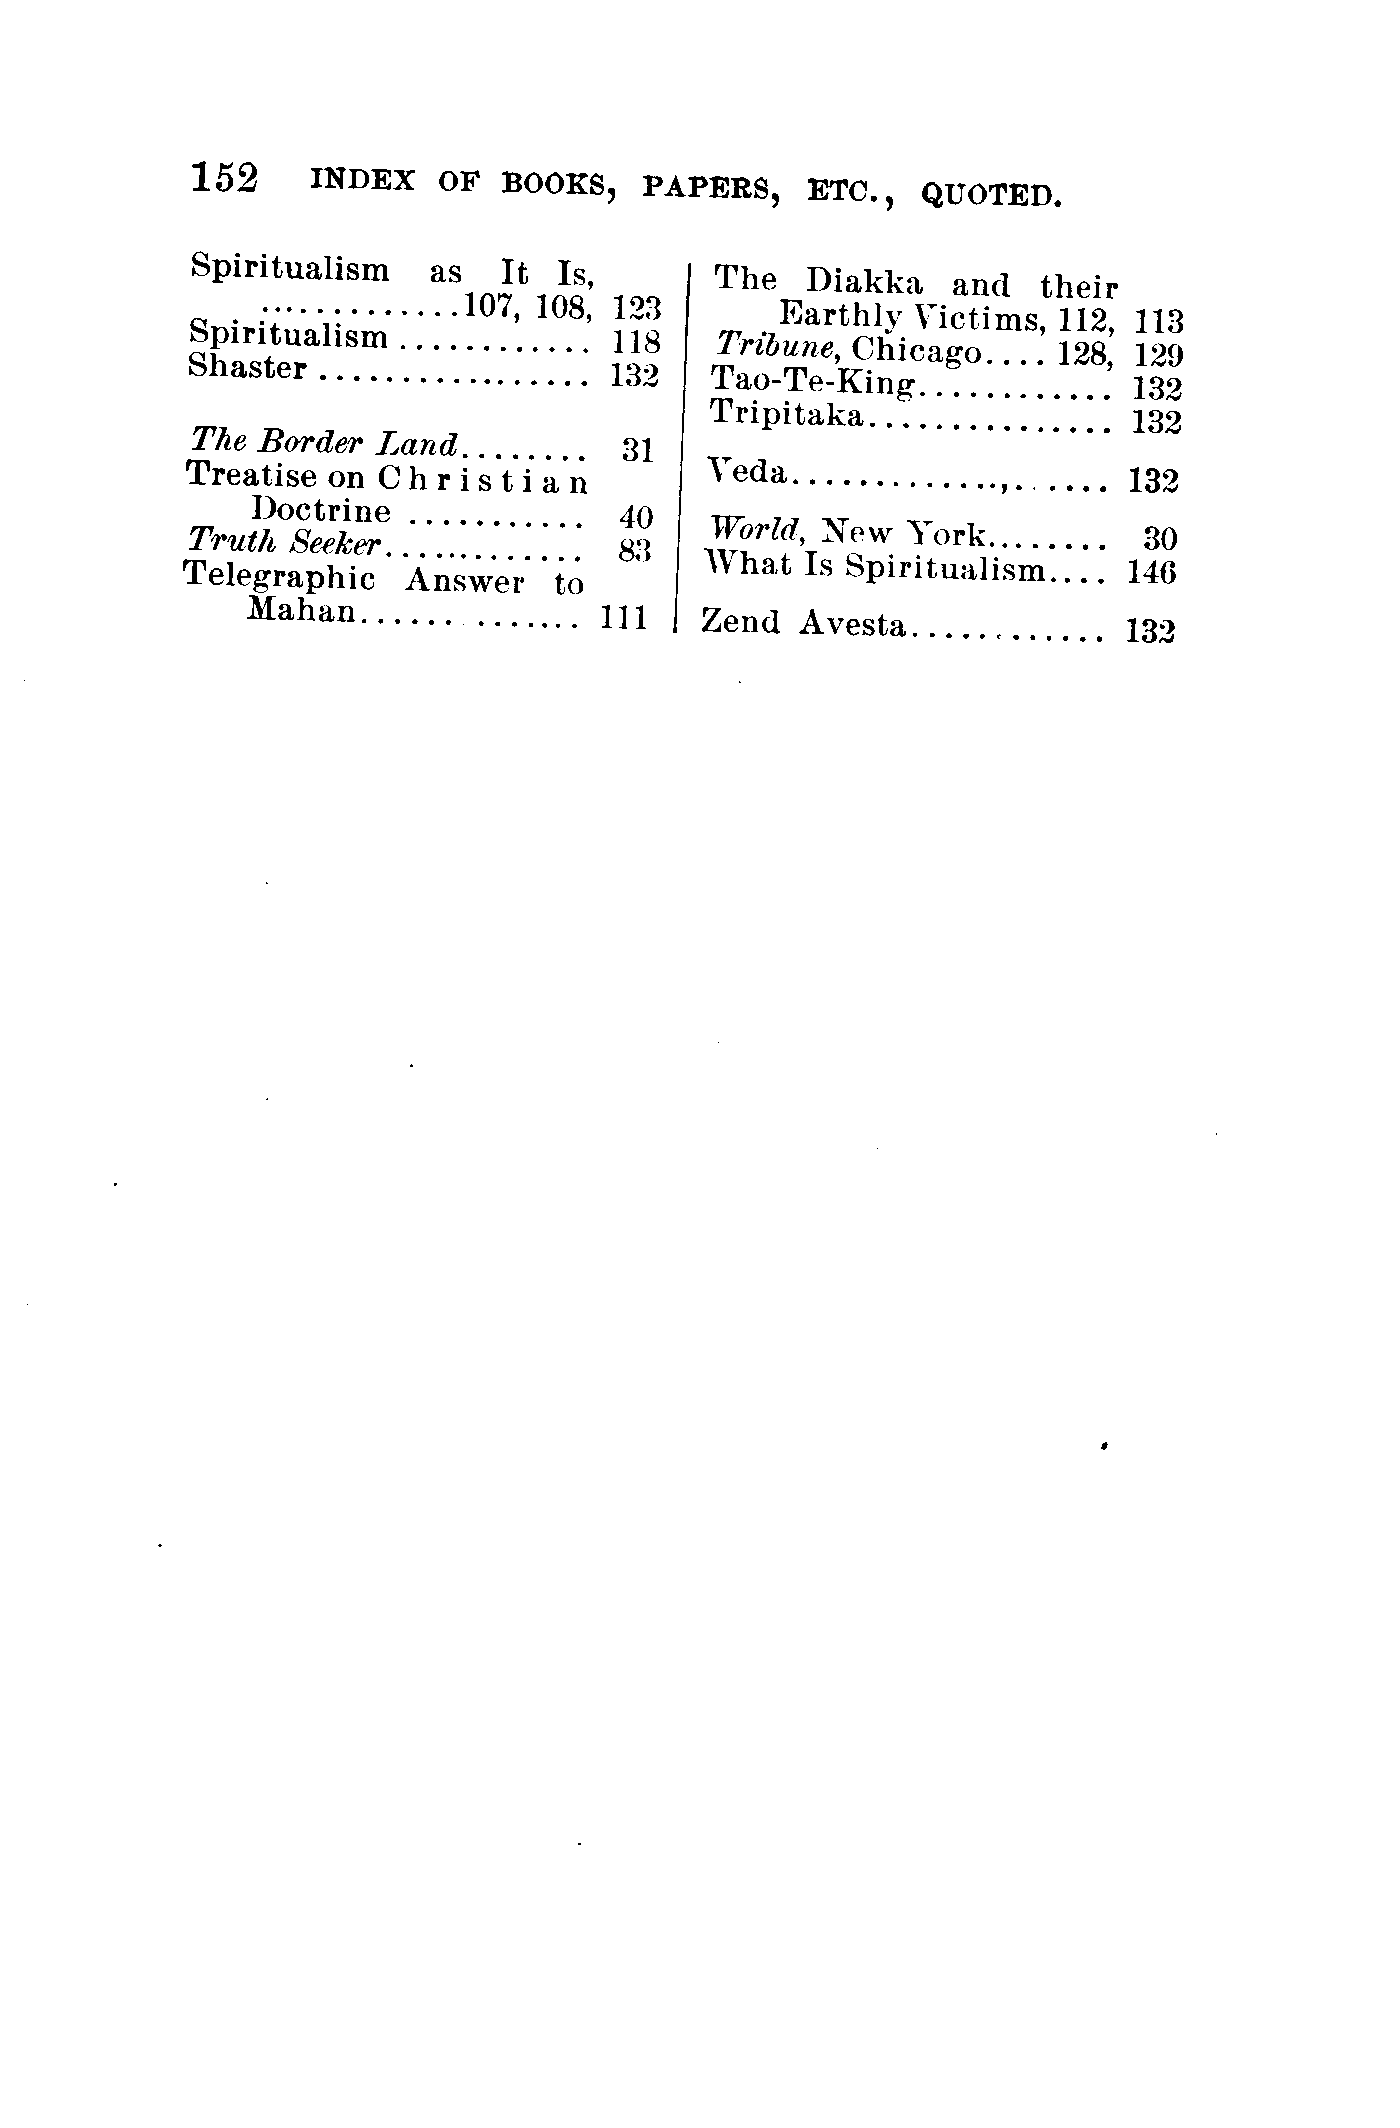 152 INDEX OF BOOKS, PAPERS, ETC., QUOTED.
Spiritualism as It Is,
.............107, 108, 123
Spiritualism ............ 118
Shaster ................. 132
The Border Land........ 31
Treatise on Christian
Doctrine ........... 40
Truth Seeker............ 83
Telegraphic Answer to
Mahan............. 111
The Diakka and their
Earthly Victims, 112, 113
Tribune, Chicago.... 128, 129
Tao-Te-King............ 132
Tripitaka............... 132
Veda.............,...... 132
World, New York........ 30
What Is Spiritualism.... 146
Zend Avesta............ 132